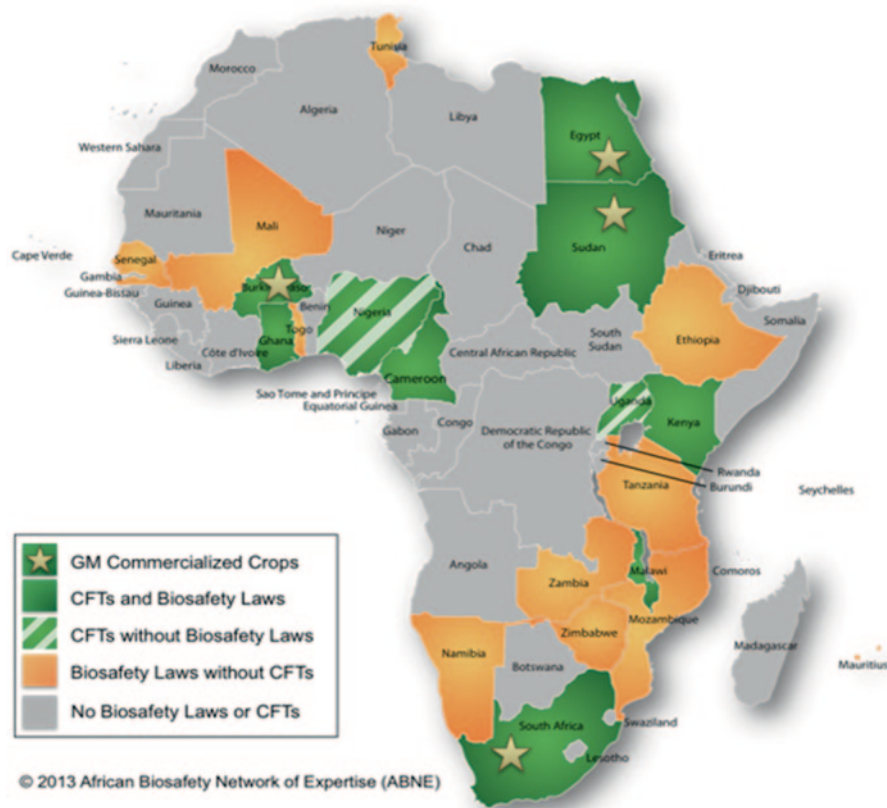 Tunisia
Morocco
Algeria
Libya
Egypt
Western Sahara
Mauritania
Mali
Niger
Chad
Sudan
Eritrea
Cape Verde
Senegal
Gambia
Guinea-Bissau
Guinea
Benin
Nigeria
Djibouti
Somalia
Ethiopia
South
Sudan
Sierra Leone
Liberia
Côte d'Ivoire
Ghana
Togo
Cameroon
Central African Republic
Sao Tome and Principe
Equatorial Guinea
Gabon
Congo
Democratic Republic
of the Congo
Uganda
Kenya
Rwanda
Burundi
Tanzania
Seychelles
Angola
Zambia
Malawi
Comoros
Mozambique
Zimbabwe
Namibia
Botswana
Madagascar
Mauritius
South Africa
Swaziland
Lesotho
GM Commercialized Crops
CFTs and Biosafety Laws
CFTs without Biosafety Laws
Biosafety Laws without CFTs
No Biosafety Laws or CFTs
© 2013 African Biosafety Network of Expertise (ABNE)